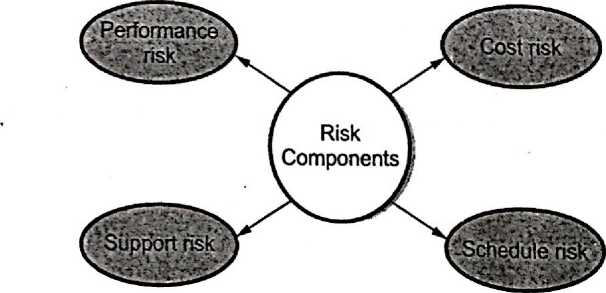 Performance
risk
Cost risk
Risk
Components
Support risk
Schedule risk